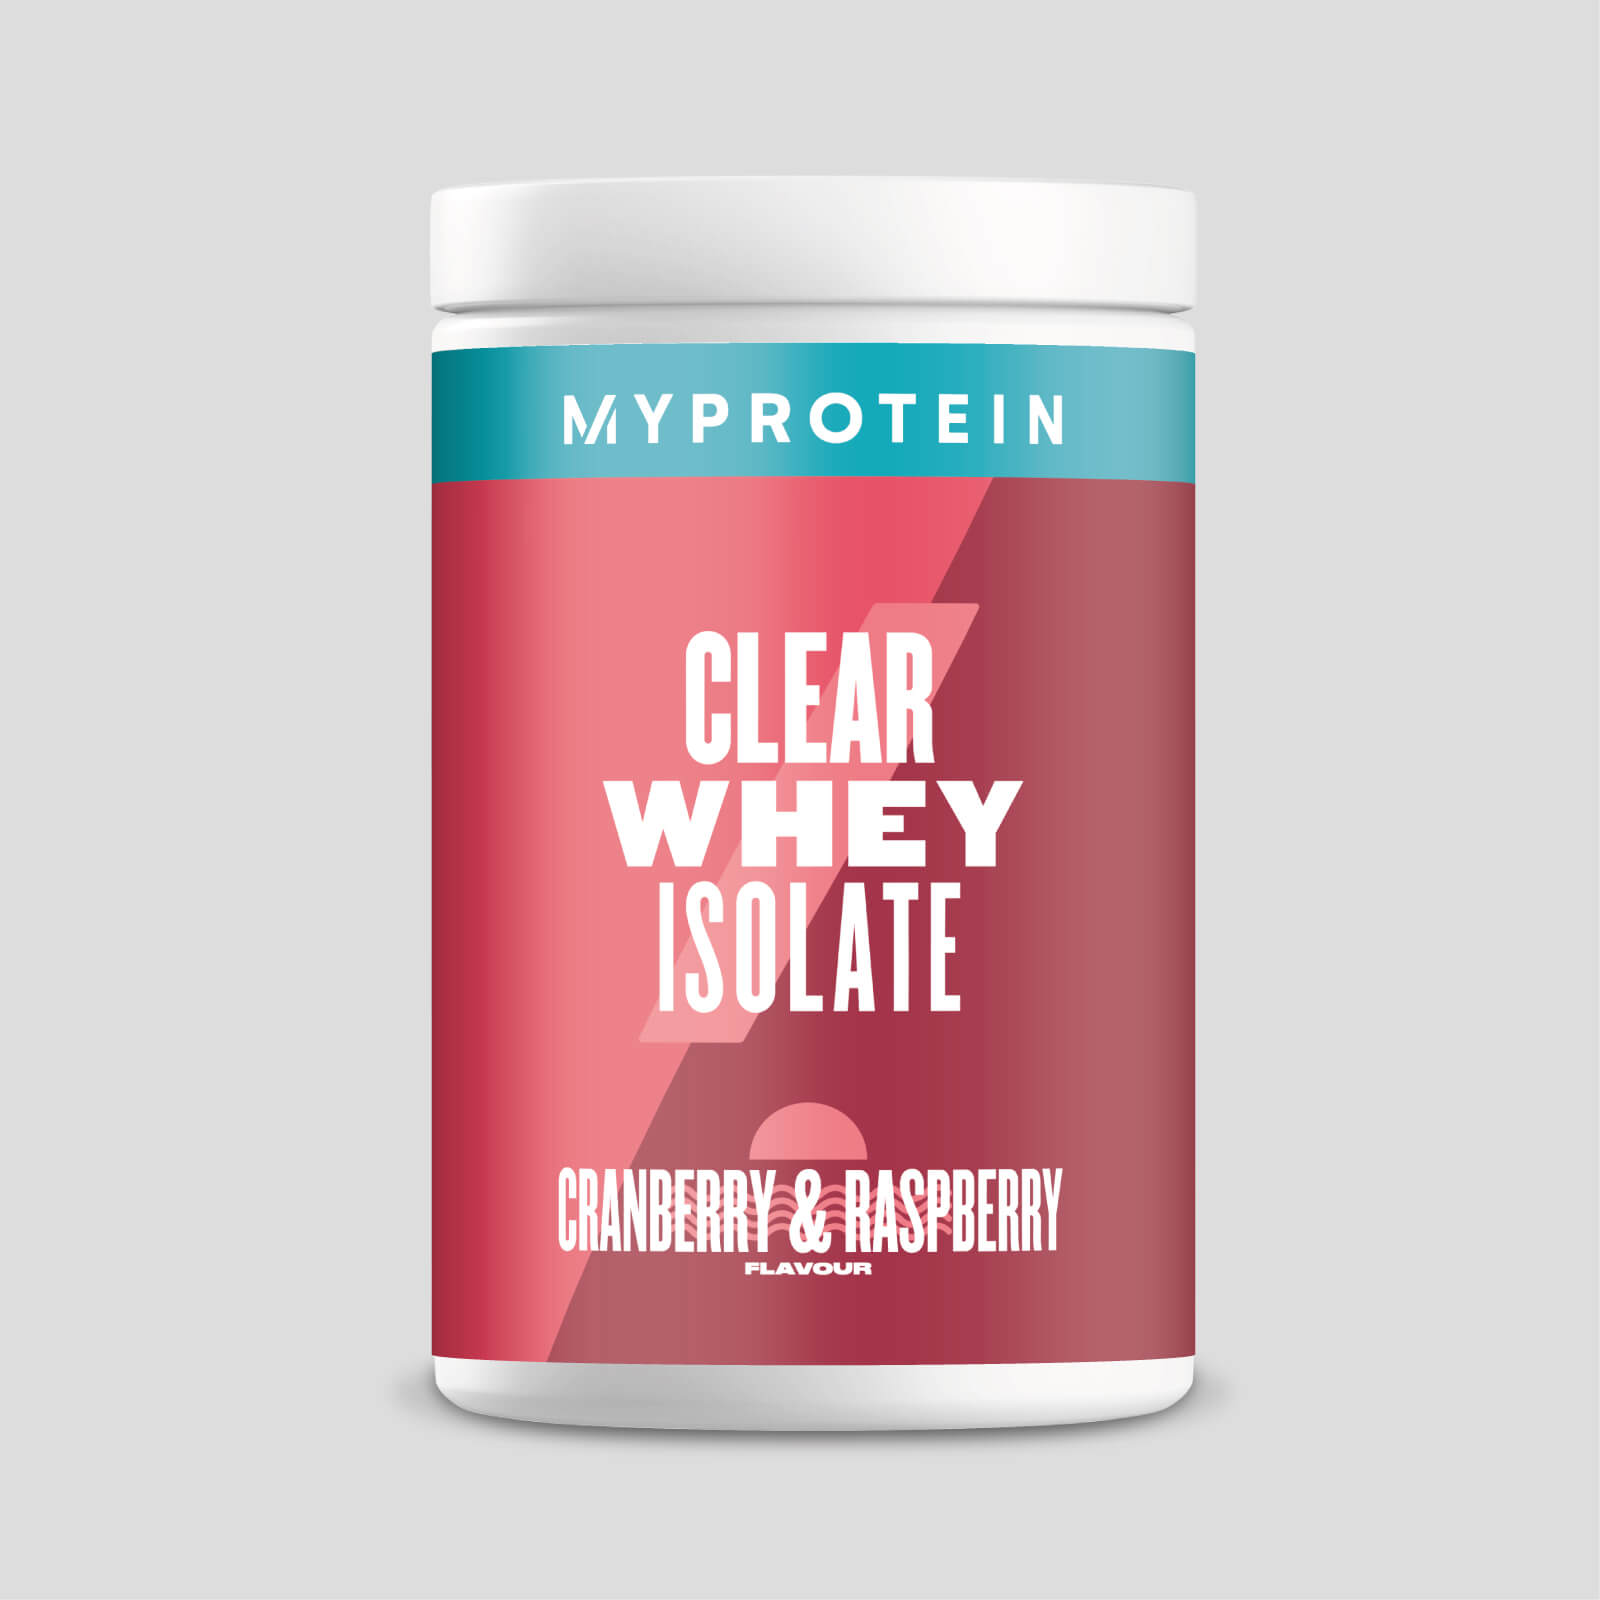 MYPROTEIN
CLEAR
WHEY
ISOLATE
CRANBERRY & RASPBERRY
FLAVOUR